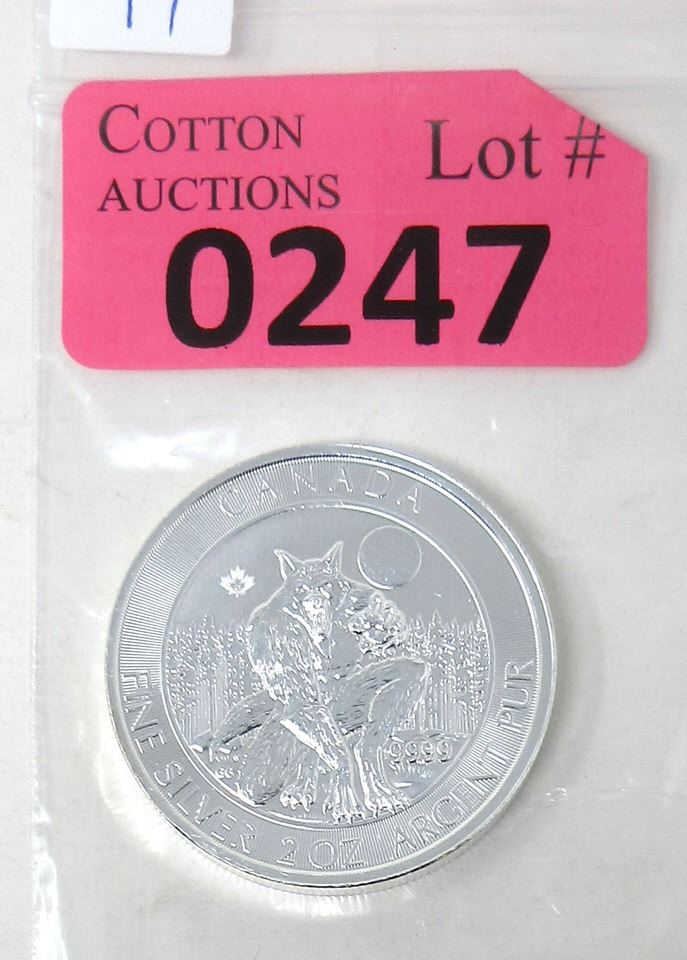 COTTON
AUCTIONS
Lot #
0247
CANADA
9999
FINE SILVER 2 OZ ARGENT PUR